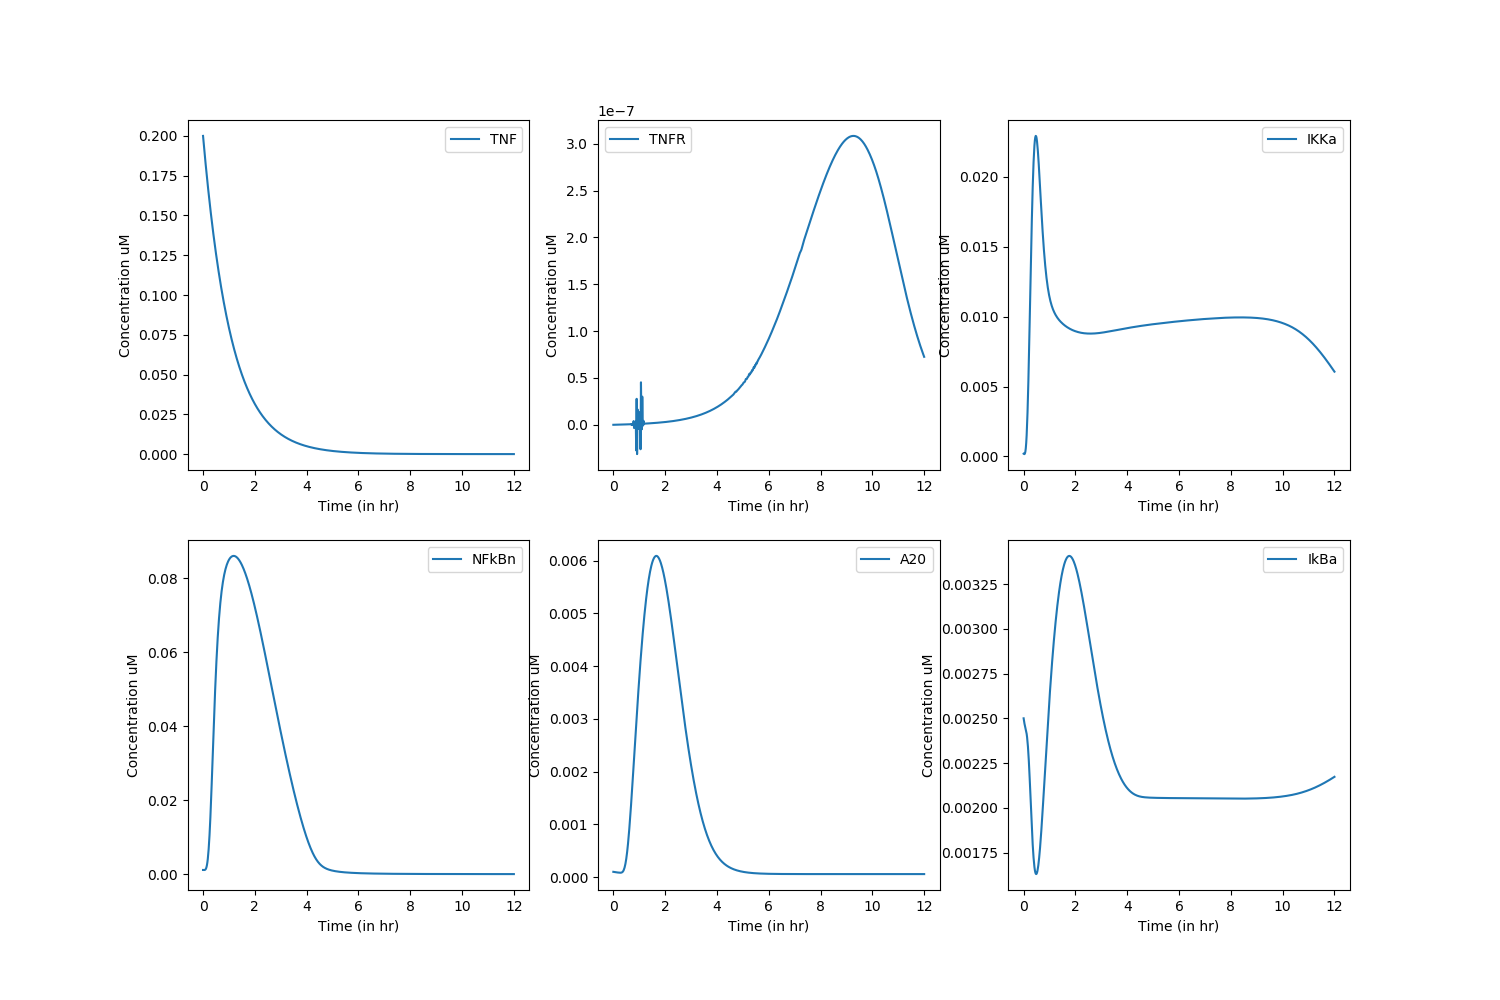 1e−7
TNF
TNFR
IKKa
0.200
0.175
0.150
0.125
0.100
0.075
0.050
0.025
0.000
Concentration uM
0 2 4 6 8 10 12
Time (in hr)
3.0
2.5
2.0
1.5
1.0
0.5
0.0
Concentration uM
0 2 4 6 8 10 12
Time (in hr)
0.020
0.015
0.010
0.005
0.000
Concentration uM
0 2 4 6 8 10 12
Time (in hr)
NFkBn
0.08
0.06
0.04
0.02
0.00
Concentration uM
0 2 4 6 8 10 12
Time (in hr)
A20
0.006
0.005
0.004
0.003
0.002
0.001
0.000
Concentration uM
0 2 4 6 8 10 12
Time (in hr)
IkBa
0.00325
0.00300
0.00275
0.00250
0.00225
0.00200
0.00175
Concentration uM
0 2 4 6 8 10 12
Time (in hr)